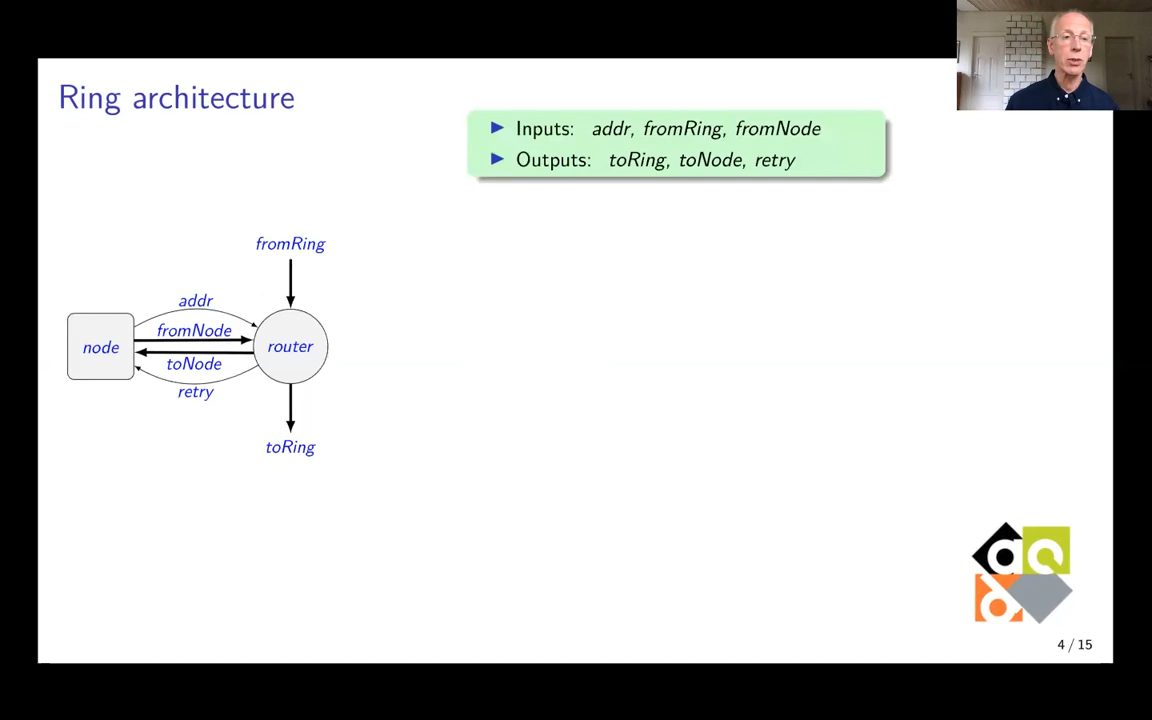 Ring architecture
Inputs: addr, fromRing, fromNode
Outputs: toRing, toNode, retry
fromRing
addr
fromNode
node
router
toNode
retry
toRing
4 / 15